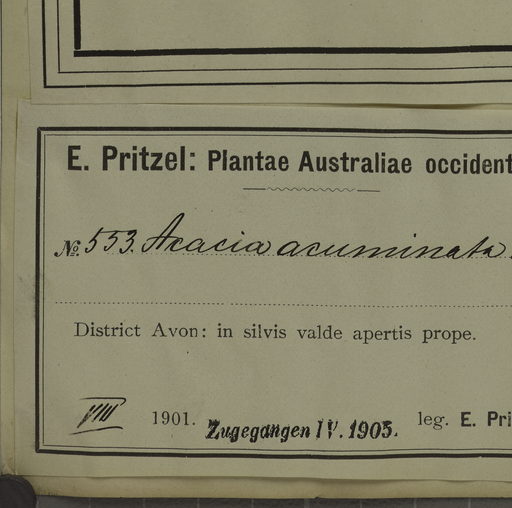 E. Pritzel: Plantae Australiae occident
№. 553. Acacia acuminata
District Avon: in silvis valde apertis prope.
VIII 1901. Zugegangen IV. 1905. leg. E. Pri